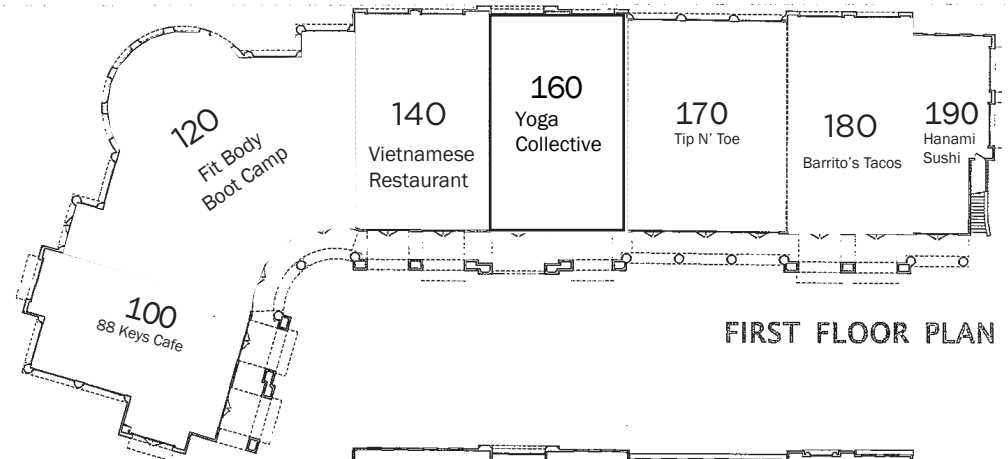 120
Fit Body
Boot Camp
140
Vietnamese
Restaurant
160
Yoga
Collective
170
Tip N' Toe
180
Barrito's Tacos
190
Hanami
Sushi
100
88 Keys Cafe
FIRST FLOOR PLAN